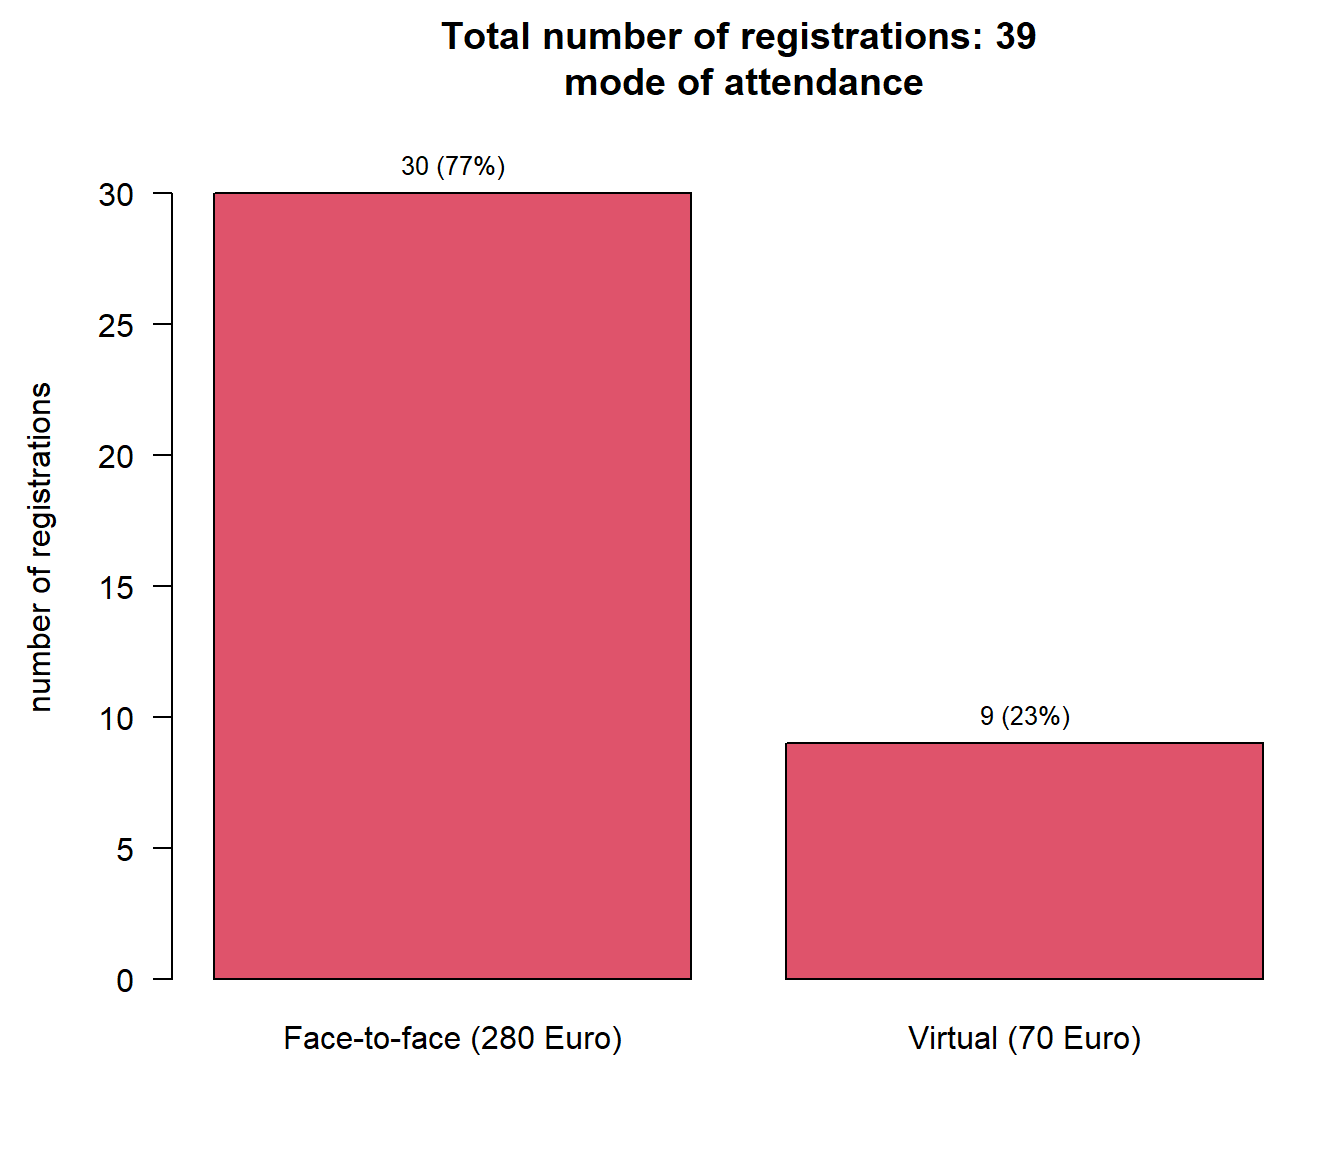 Total number of registrations: 39
mode of attendance
30 (77%)
30
25
20
15
10
5
0
number of registrations
9 (23%)
Face-to-face (280 Euro)
Virtual (70 Euro)